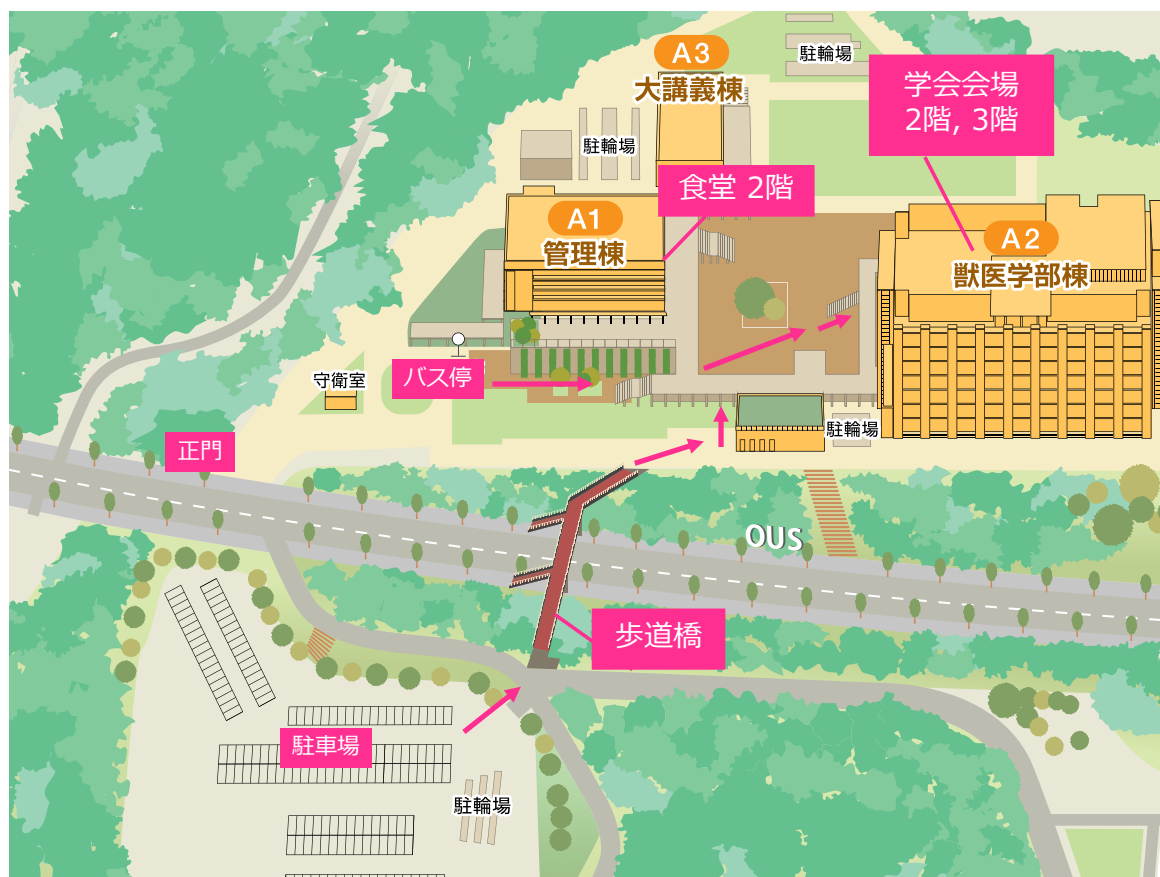 A3
大講義棟
駐輪場
学会会場
2階, 3階
駐輪場
食堂 2階
A1
管理棟
A2
獣医学部棟
守衛室
バス停
駐輪場
正門
OUS
歩道橋
駐車場
駐輪場